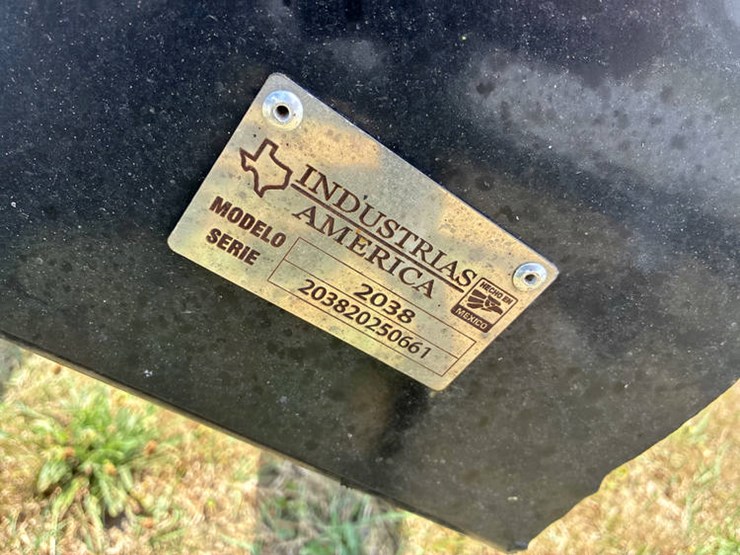 INDUSTRIAS
AMERICA
MODELO 2038
SERIE 203820250661
HECHO EN
MEXICO